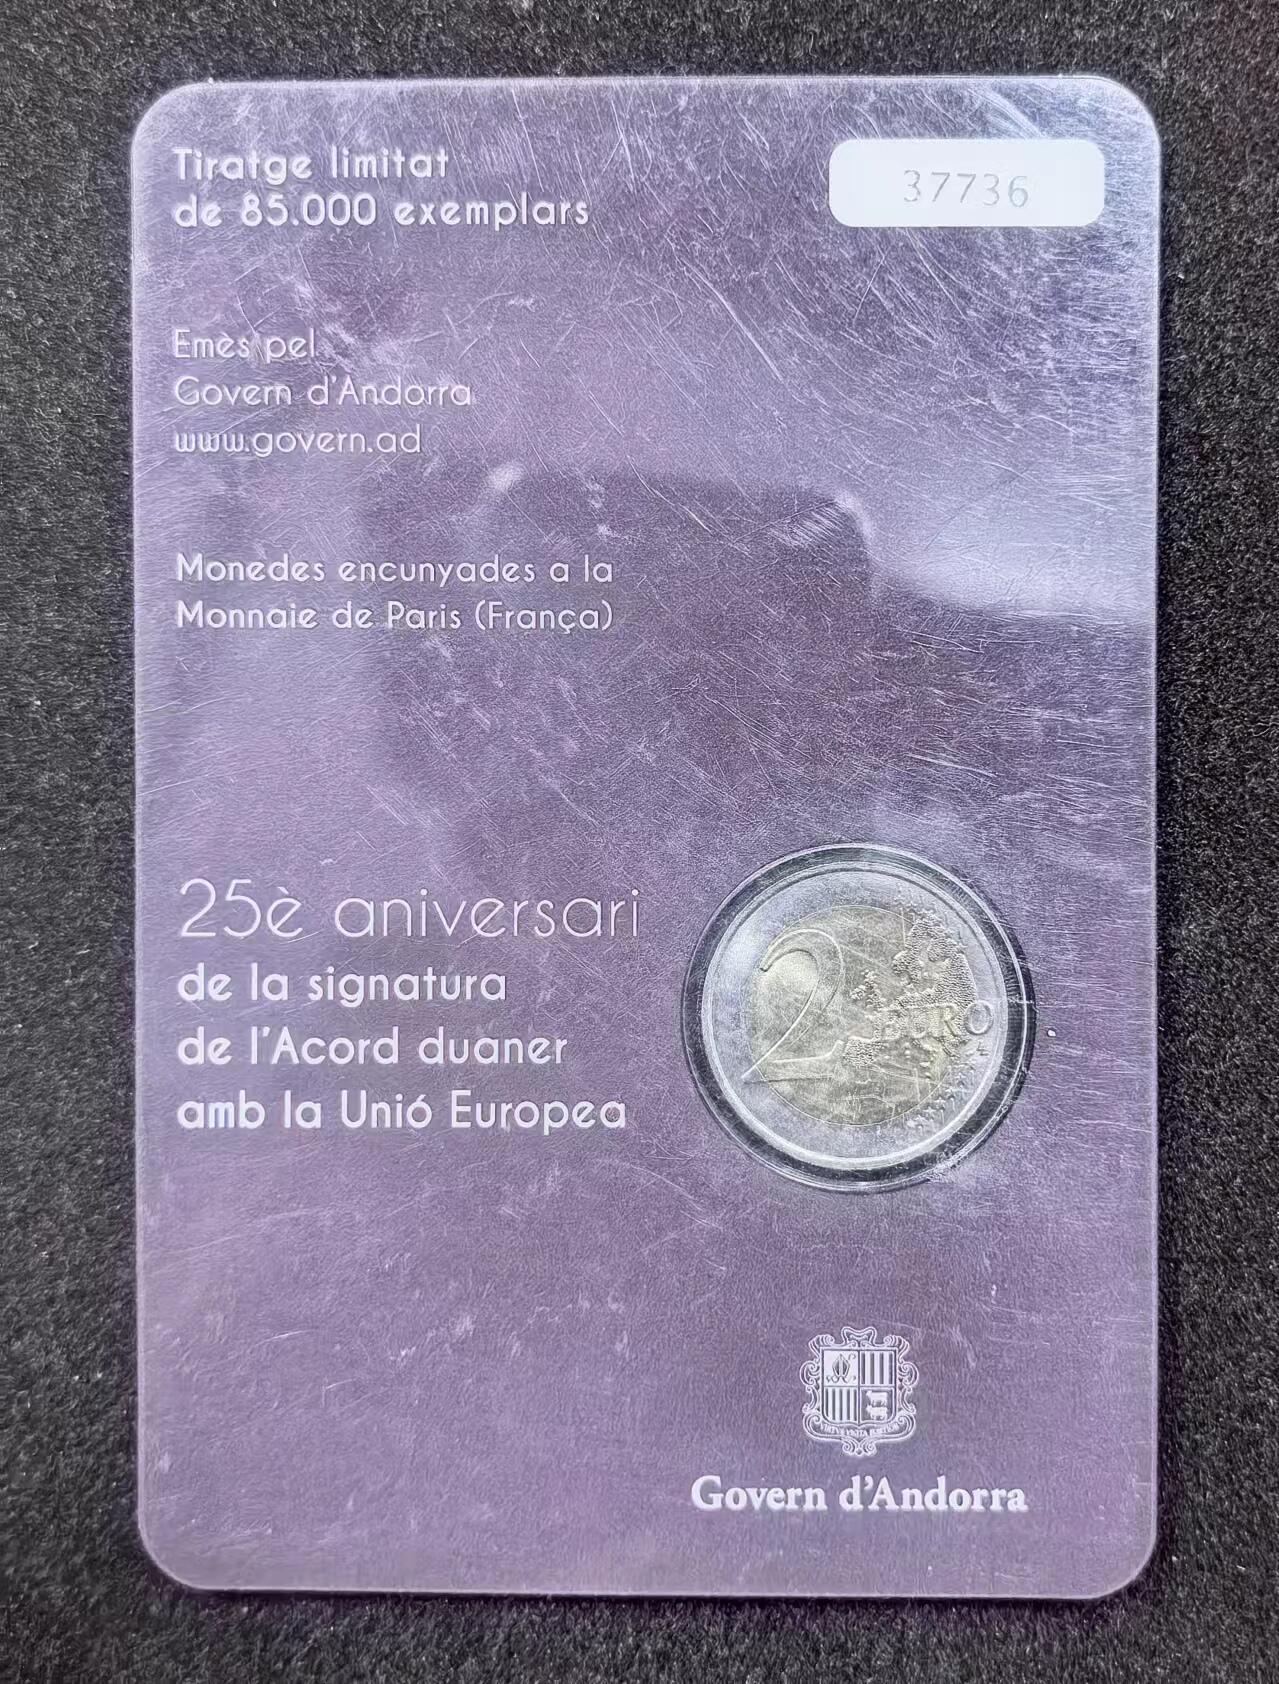 Tiratge limitat
de 85.000 exemplars
37736
Emès pel
Govern d'Andorra
www.govern.ad
Monedes encunyades a la
Monnaie de Paris (França)
25è aniversari
de la signatura
de l'Acord duaner
amb la Unió Europea
2 EURO
Govern d'Andorra